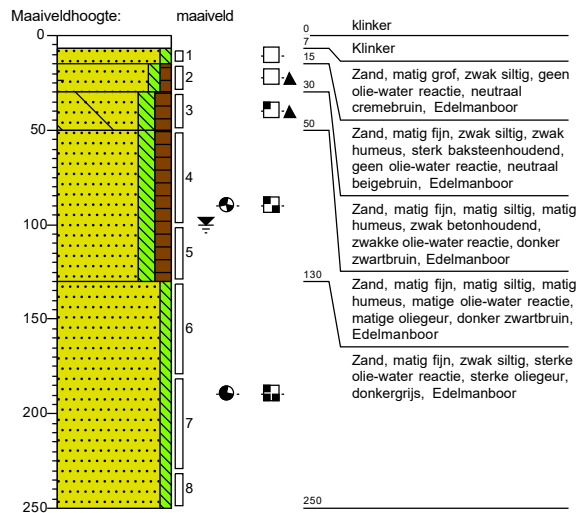 Maaiveldhoogte: maaiveld
0
50
100
150
200
250
1
2
3
4
5
6
7
8
0 klinker
7 Klinker
15 Zand, matig grof, zwak siltig, geen
olie-water reactie, neutraal
cremebruin, Edelmanboor
30 Zand, matig fijn, zwak siltig, zwak
humeus, sterk baksteenhoudend,
geen olie-water reactie, neutraal
beigebruin, Edelmanboor
50 Zand, matig fijn, matig siltig, matig
humeus, zwak betonhoudend,
zwakke olie-water reactie, donker
zwartbruin, Edelmanboor
130 Zand, matig fijn, matig siltig, matig
humeus, matige olie-water reactie,
matige oliegeur, donker zwartbruin,
Edelmanboor
Zand, matig fijn, zwak siltig, sterke
olie-water reactie, sterke oliegeur,
donkergrijs, Edelmanboor
250